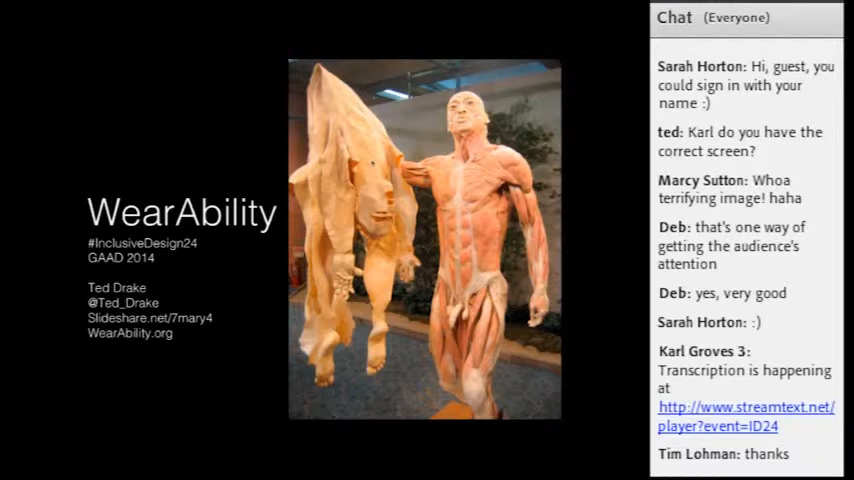 WearAbility
#InclusiveDesign24
GAAD 2014
Ted Drake
@Ted_Drake
Slideshare.net/7mary4
WearAbility.org
Chat (Everyone)
Sarah Horton: Hi, guest, you
could sign in with your
name :)
ted: Karl do you have the
correct screen?
Marcy Sutton: Whoa
terrifying image! haha
Deb: that's one way of
getting the audience's
attention
Deb: yes, very good
Sarah Horton: :)
Karl Groves 3:
Transcription is happening
at
http://www.streamtext.net/
player?event=ID24
Tim Lohman: thanks